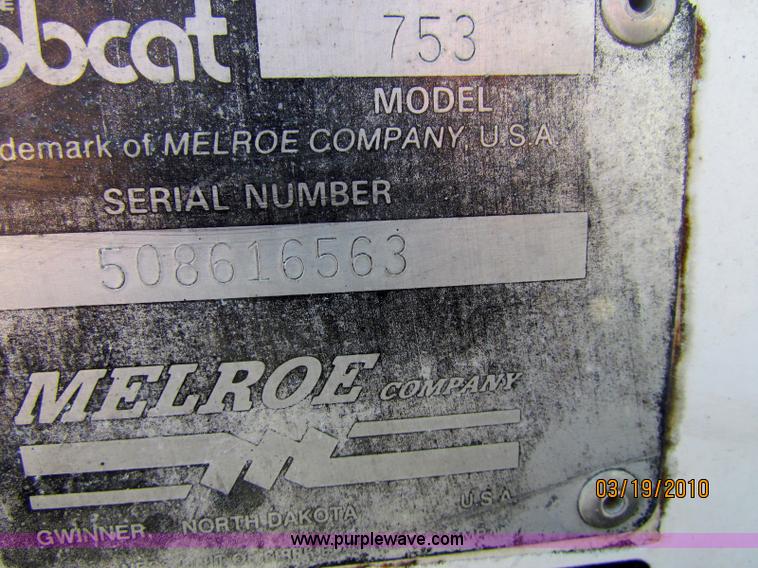 obcat 753
MODEL
demark of MELROE COMPANY, U.S.A.
SERIAL NUMBER
508616563
MELROE COMPANY
GWINNER, NORTH DAKOTA U.S.A.
03/19/2010
www.purplewave.com